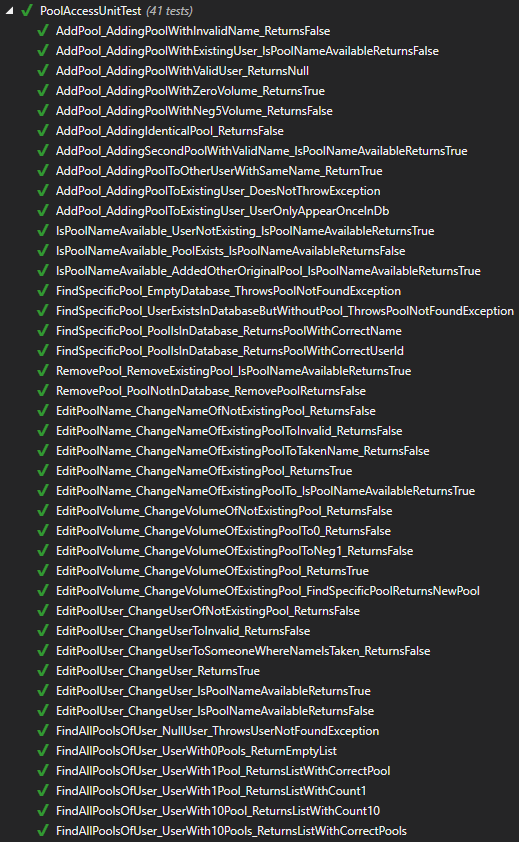 PoolAccessUnitTest (41 tests)
AddPool_AddingPoolWithInvalidName_ReturnsFalse
AddPool_AddingPoolWithExistingUser_IsPoolNameAvailableReturnsFalse
AddPool_AddingPoolWithValidUser_ReturnsNull
AddPool_AddingPoolWithZeroVolume_ReturnsTrue
AddPool_AddingPoolWithNeg5Volume_ReturnsFalse
AddPool_AddingIdenticalPool_ReturnsFalse
AddPool_AddingSecondPoolWithValidName_IsPoolNameAvailableReturnsTrue
AddPool_AddingPoolToOtherUserWithSameName_ReturnTrue
AddPool_AddingPoolToExistingUser_DoesNotThrowException
AddPool_AddingPoolToExistingUser_UserOnlyAppearOnceInDb
IsPoolNameAvailable_UserNotExisting_IsPoolNameAvailableReturnsTrue
IsPoolNameAvailable_PoolExists_IsPoolNameAvailableReturnsFalse
IsPoolNameAvailable_AddedOtherOriginalPool_IsPoolNameAvailableReturnsTrue
FindSpecificPool_EmptyDatabase_ThrowsPoolNotFoundException
FindSpecificPool_UserExistsInDatabaseButWithoutPool_ThrowsPoolNotFoundException
FindSpecificPool_PoolIsInDatabase_ReturnsPoolWithCorrectName
FindSpecificPool_PoolIsInDatabase_ReturnsPoolWithCorrectUserId
RemovePool_RemoveExistingPool_IsPoolNameAvailableReturnsTrue
RemovePool_PoolNotInDatabase_RemovePoolReturnsFalse
EditPoolName_ChangeNameOfNotExistingPool_ReturnsFalse
EditPoolName_ChangeNameOfExistingPoolToInvalid_ReturnsFalse
EditPoolName_ChangeNameOfExistingPoolToTakenName_ReturnsFalse
EditPoolName_ChangeNameOfExistingPool_ReturnsTrue
EditPoolName_ChangeNameOfExistingPoolTo_IsPoolNameAvailableReturnsTrue
EditPoolVolume_ChangeVolumeOfNotExistingPool_ReturnsFalse
EditPoolVolume_ChangeVolumeOfExistingPoolTo0_ReturnsFalse
EditPoolVolume_ChangeVolumeOfExistingPoolToNeg1_ReturnsFalse
EditPoolVolume_ChangeVolumeOfExistingPool_ReturnsTrue
EditPoolVolume_ChangeVolumeOfExistingPool_FindSpecificPoolReturnsNewPool
EditPoolUser_ChangeUserOfNotExistingPool_ReturnsFalse
EditPoolUser_ChangeUserToInvalid_ReturnsFalse
EditPoolUser_ChangeUserToSomeoneWhereNameIsTaken_ReturnsFalse
EditPoolUser_ChangeUser_ReturnsTrue
EditPoolUser_ChangeUser_IsPoolNameAvailableReturnsTrue
EditPoolUser_ChangeUser_IsPoolNameAvailableReturnsFalse
FindAllPoolsOfUser_NullUser_ThrowsUserNotFoundException
FindAllPoolsOfUser_UserWith0Pools_ReturnEmptyList
FindAllPoolsOfUser_UserWith1Pool_ReturnsListWithCorrectPool
FindAllPoolsOfUser_UserWith1Pool_ReturnsListWithCount1
FindAllPoolsOfUser_UserWith10Pool_ReturnsListWithCount10
FindAllPoolsOfUser_UserWith10Pools_ReturnsListWithCorrectPools